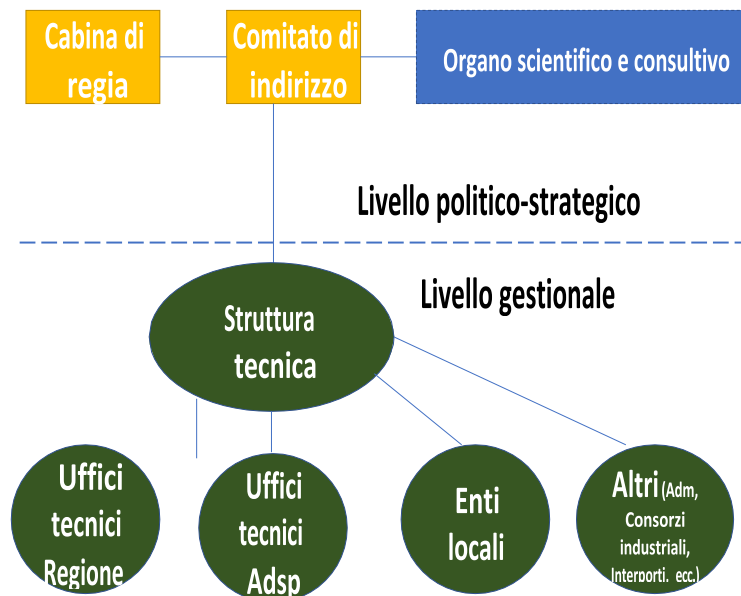 Cabina di
regia
Comitato di
indirizzo
Organo scientifico e consultivo
Livello politico-strategico
Livello gestionale
Struttura
tecnica
Uffici
tecnici
Regione
Uffici
tecnici
Adsp
Enti
locali
Altri (Adm,
Consorzi
industriali,
Interporti, ecc.)